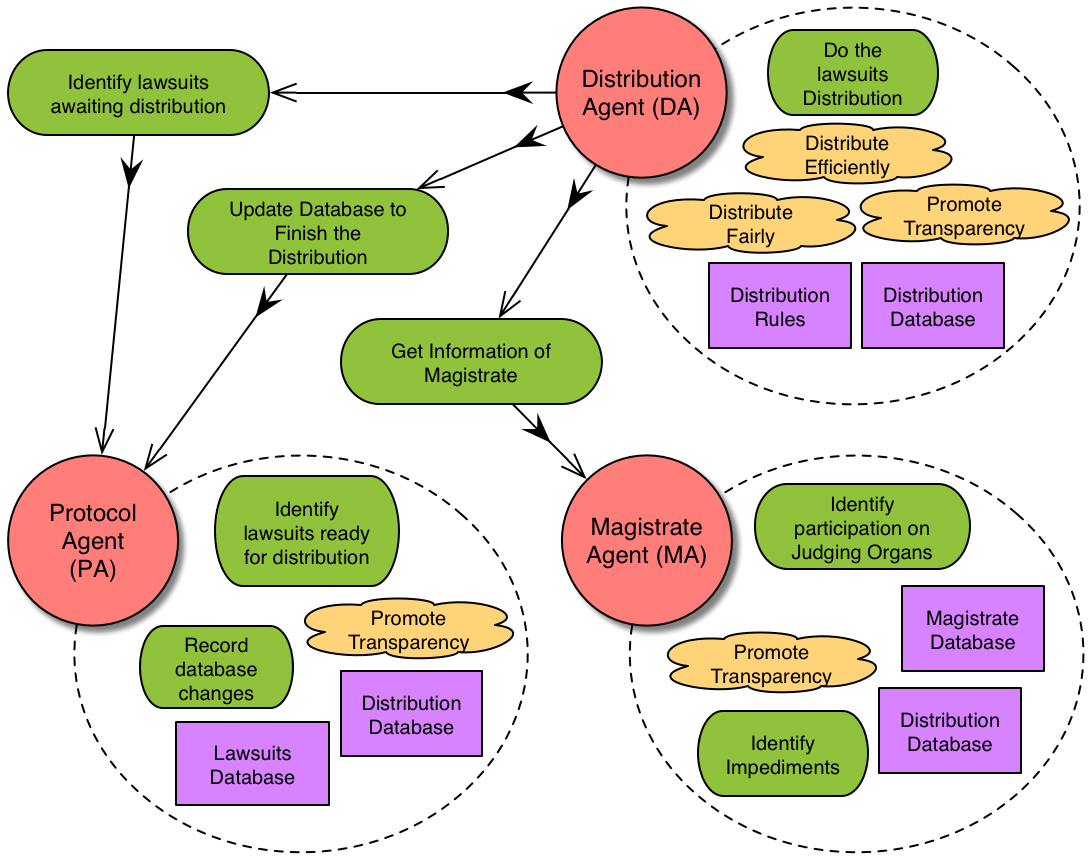 Identify lawsuits
awaiting distribution
Distribution
Agent (DA)
Do the
lawsuits
Distribution
Distribute
Efficiently
Distribute
Fairly
Promote
Transparency
Distribution
Rules
Distribution
Database
Update Database to
Finish the
Distribution
Get Information of
Magistrate
Protocol
Agent
(PA)
Identify
lawsuits ready
for distribution
Promote
Transparency
Record
database
changes
Distribution
Database
Lawsuits
Database
Magistrate
Agent (MA)
Identify
participation on
Judging Organs
Magistrate
Database
Promote
Transparency
Distribution
Database
Identify
Impediments